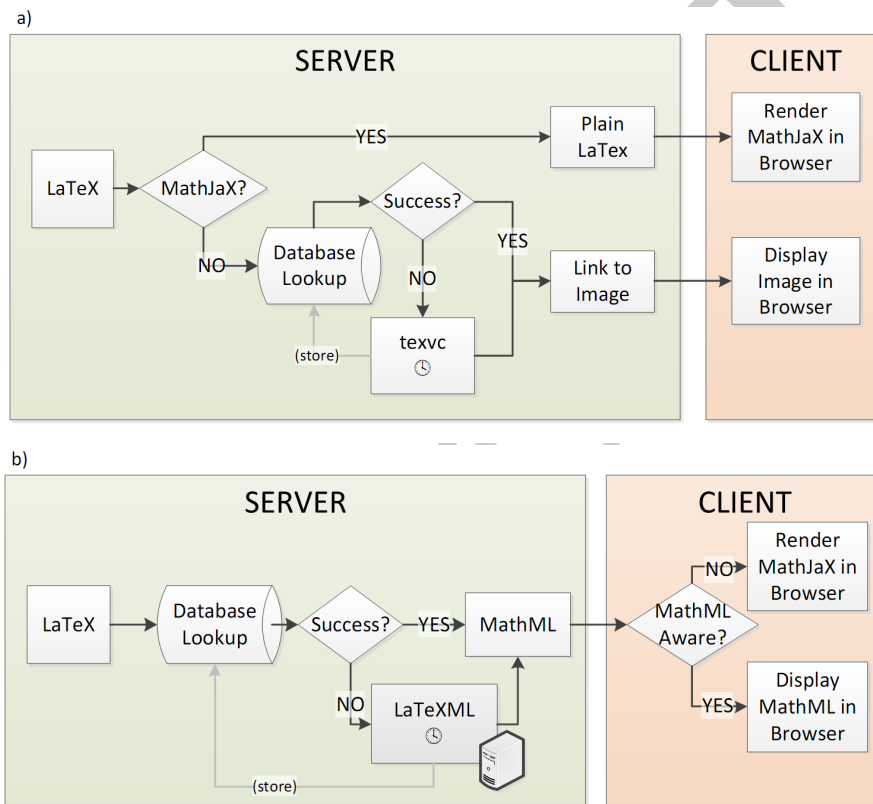 a)
SERVER
CLIENT
LaTeX
MathJaX?
YES
Plain
LaTex
Render
MathJaX in
Browser
NO
Database
Lookup
Success?
YES
NO
texvc
(store)
Link to
Image
Display
Image in
Browser
b)
SERVER
CLIENT
LaTeX
Database
Lookup
Success?
YES
MathML
NO
LaTeXML
(store)
MathML
Aware?
NO
Render
MathJaX in
Browser
YES
Display
MathML in
Browser